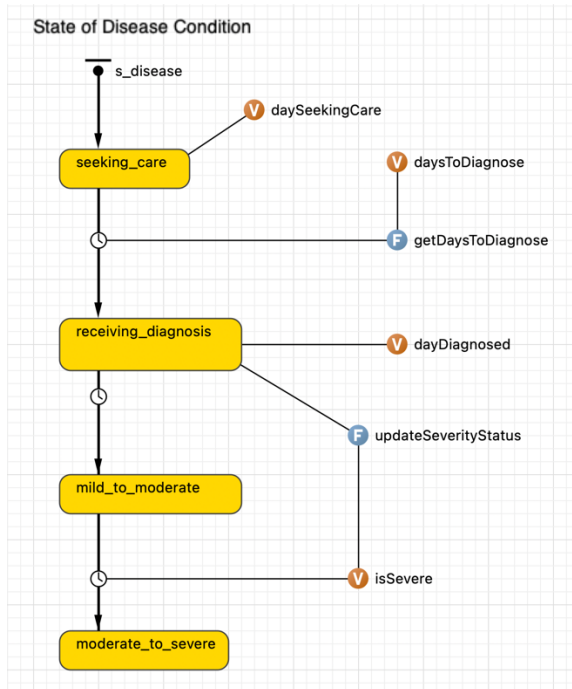 State of Disease Condition
s_disease
V daySeekingCare
seeking_care
V daysToDiagnose
F getDaysToDiagnose
receiving_diagnosis
V dayDiagnosed
F updateSeverityStatus
mild_to_moderate
V isSevere
moderate_to_severe